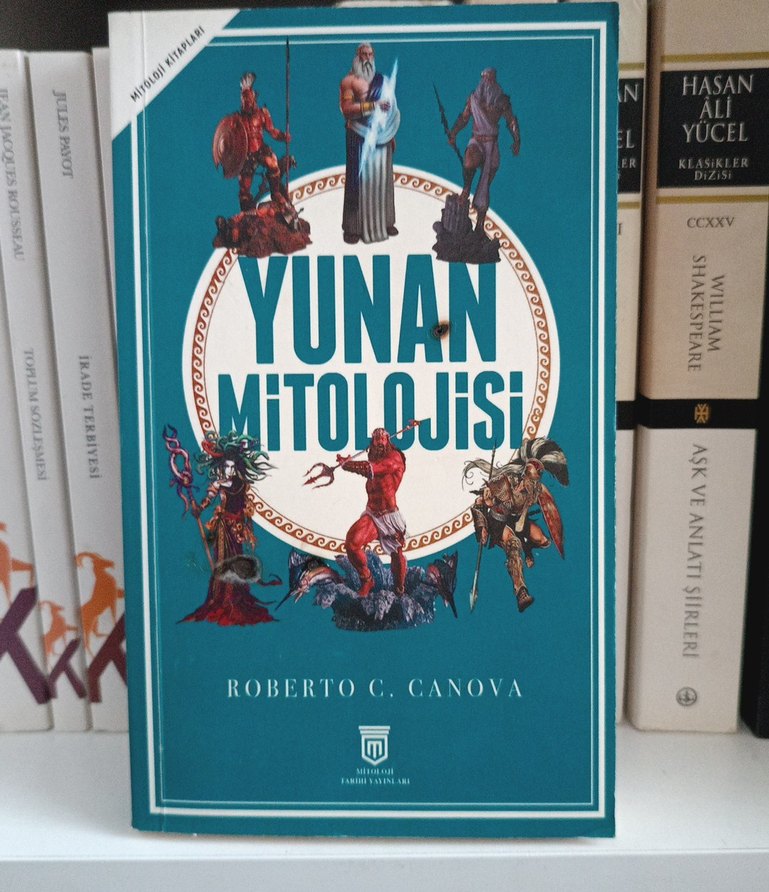 MİTOLOJİ KİTAPLARI
YUNAN
MİTOLOJİSİ
ROBERTO C. CANOVA
MİTOLOJİ
TARİHİ YAYINLARI
JEAN JACQUES ROUSSEAU
TOPLUM SÖZLEŞMESİ
JULES PAYOT
İRADE TERBİYESİ
HASAN
ÂLİ
YÜCEL
KLASİKLER
DİZİSİ
CCXXV
WILLIAM
SHAKESPEARE
AŞK VE ANLATI ŞİİRLERİ